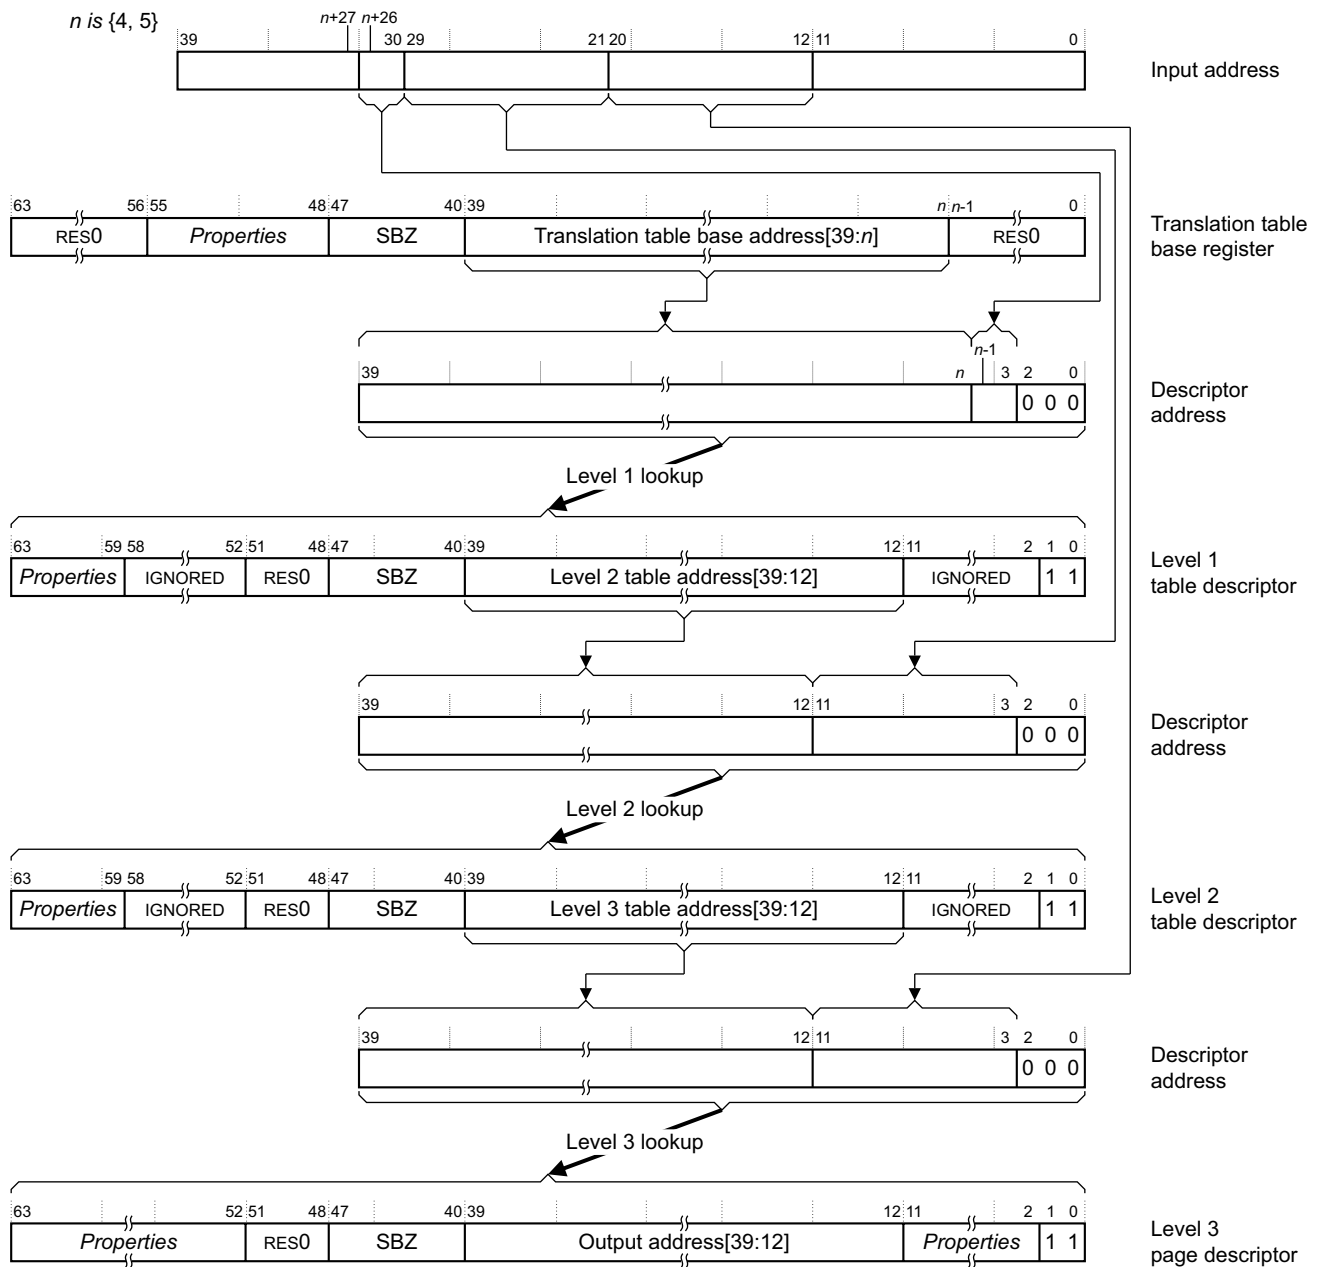 n is {4, 5}
n+27 n+26
39 30 29 21 20 12 11 0
Input address
63 56 55 48 47 40 39 n n-1 0
RES0 Properties SBZ Translation table base address[39:n] RES0
Translation table
base register
n-1
39 n 3 2 0
0 0 0
Descriptor
address
Level 1 lookup
63 59 58 52 51 48 47 40 39 12 11 2 1 0
Properties IGNORED RES0 SBZ Level 2 table address[39:12] IGNORED 1 1
Level 1
table descriptor
39 12 11 3 2 0
0 0 0
Descriptor
address
Level 2 lookup
63 59 58 52 51 48 47 40 39 12 11 2 1 0
Properties IGNORED RES0 SBZ Level 3 table address[39:12] IGNORED 1 1
Level 2
table descriptor
39 12 11 3 2 0
0 0 0
Descriptor
address
Level 3 lookup
63 52 51 48 47 40 39 12 11 2 1 0
Properties RES0 SBZ Output address[39:12] Properties 1 1
Level 3
page descriptor